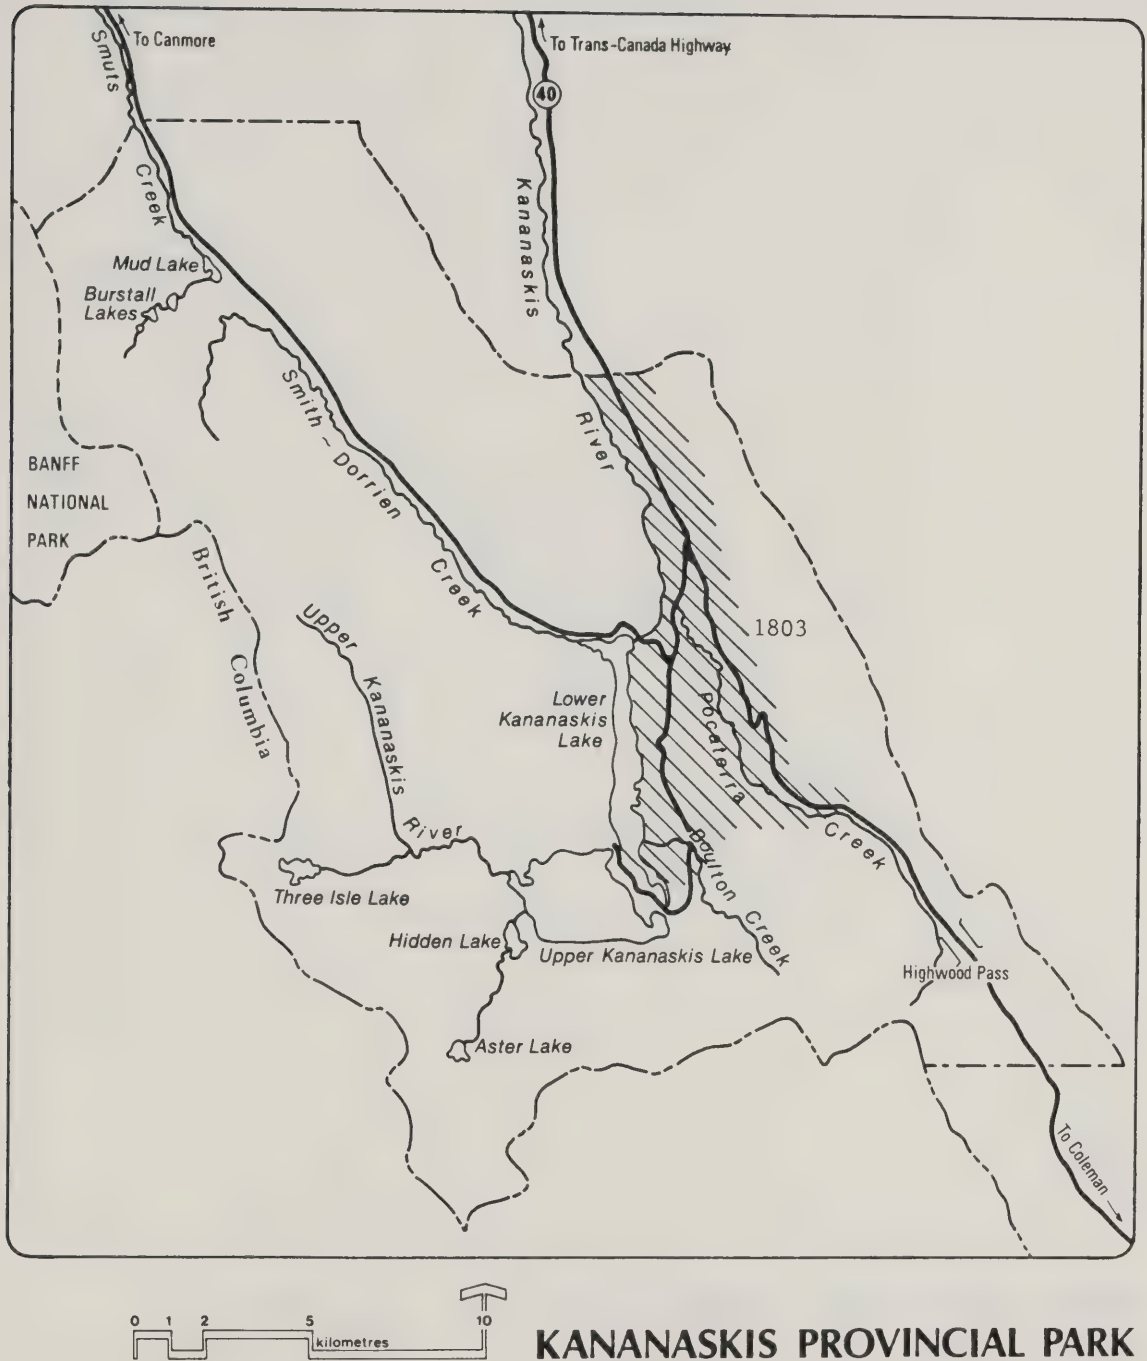 To Canmore
To Trans-Canada Highway
40
Smuts
Creek
Kananaskis
River
Mud Lake
Burstall
Lakes
Smith-Dorrien
Creek
BANFF
NATIONAL
PARK
British
Columbia
Upper
Kananaskis
River
1803
Lower
Kananaskis
Lake
Pocaterra
Creek
Boulton Creek
Three Isle Lake
Hidden Lake
Upper Kananaskis Lake
Highwood Pass
Aster Lake
To Coleman
0 1 2 5 10
kilometres
KANANASKIS PROVINCIAL PARK